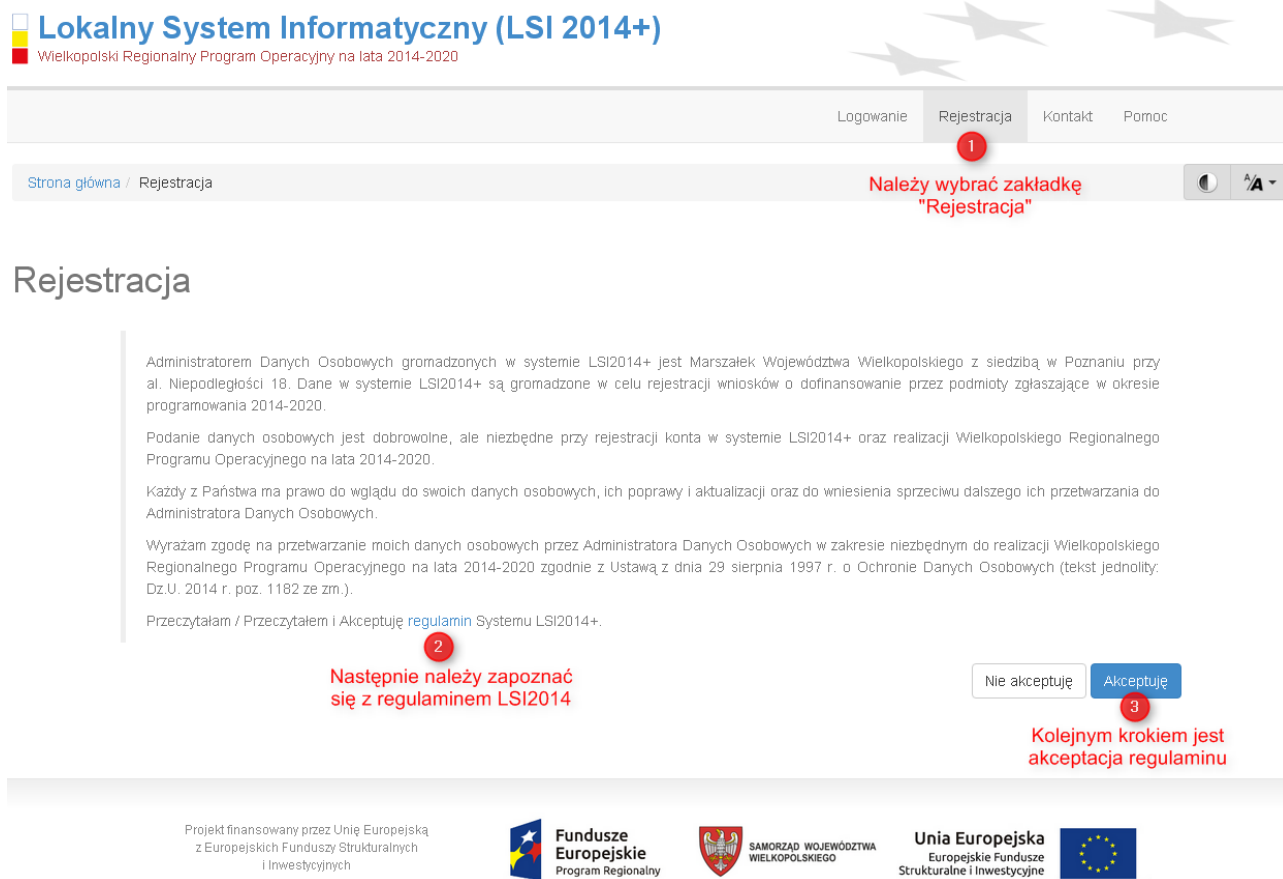 Lokalny System Informatyczny (LSI 2014+)
Wielkopolski Regionalny Program Operacyjny na lata 2014-2020
Logowanie Rejestracja Kontakt Pomoc
1
Należy wybrać zakładkę
"Rejestracja"
Strona główna / Rejestracja
A/A
Rejestracja
Administratorem Danych Osobowych gromadzonych w systemie LSI2014+ jest Marszałek Województwa Wielkopolskiego z siedzibą w Poznaniu przy
al. Niepodległości 18. Dane w systemie LSI2014+ są gromadzone w celu rejestracji wniosków o dofinansowanie przez podmioty zgłaszające w okresie
programowania 2014-2020.
Podanie danych osobowych jest dobrowolne, ale niezbędne przy rejestracji konta w systemie LSI2014+ oraz realizacji Wielkopolskiego Regionalnego
Programu Operacyjnego na lata 2014-2020.
Każdy z Państwa ma prawo do wglądu do swoich danych osobowych, ich poprawy i aktualizacji oraz do wniesienia sprzeciwu dalszego ich przetwarzania do
Administratora Danych Osobowych.
Wyrażam zgodę na przetwarzanie moich danych osobowych przez Administratora Danych Osobowych w zakresie niezbędnym do realizacji Wielkopolskiego
Regionalnego Programu Operacyjnego na lata 2014-2020 zgodnie z Ustawą z dnia 29 sierpnia 1997 r. o Ochronie Danych Osobowych (tekst jednolity:
Dz.U. 2014 r. poz. 1182 ze zm.).
Przeczytałam / Przeczytałem i Akceptuję regulamin Systemu LSI2014+.
2
Następnie należy zapoznać
się z regulaminem LSI2014
Nie akceptuję Akceptuję
3
Kolejnym krokiem jest
akceptacja regulaminu
Projekt finansowany przez Unię Europejską
z Europejskich Funduszy Strukturalnych
i Inwestycyjnych
Fundusze
Europejskie
Program Regionalny
SAMORZĄD WOJEWÓDZTWA
WIELKOPOLSKIEGO
Unia Europejska
Europejskie Fundusze
Strukturalne i Inwestycyjne